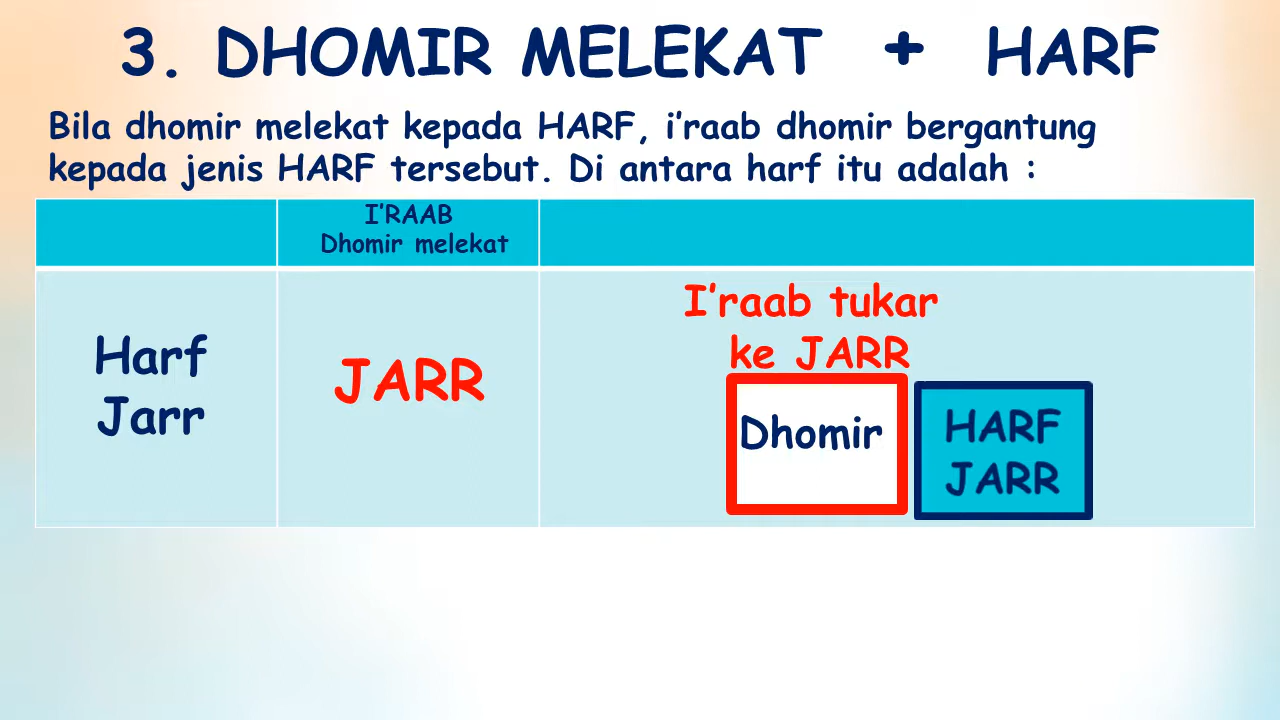 3. DHOMIR MELEKAT + HARF
Bila dhomir melekat kepada HARF, i'raab dhomir bergantung
kepada jenis HARF tersebut. Di antara harf itu adalah :
I'RAAB
Dhomir melekat
Harf
Jarr
JARR
I'raab tukar
ke JARR
Dhomir
HARF
JARR